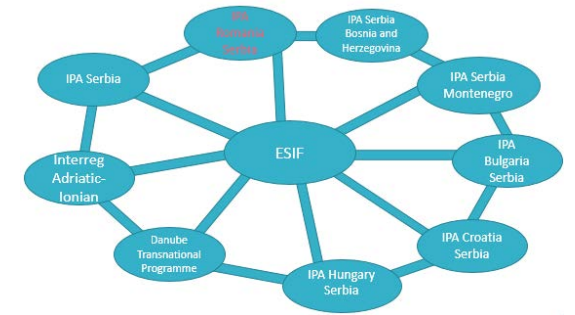 IPA
Romania
Serbia
IPA Serbia
Bosnia and
Herzegovina
IPA Serbia
IPA Serbia
Montenegro
Interreg
Adriatic-
Ionian
ESIF
IPA
Bulgaria
Serbia
Danube
Transnational
Programme
IPA Croatia
Serbia
IPA Hungary
Serbia